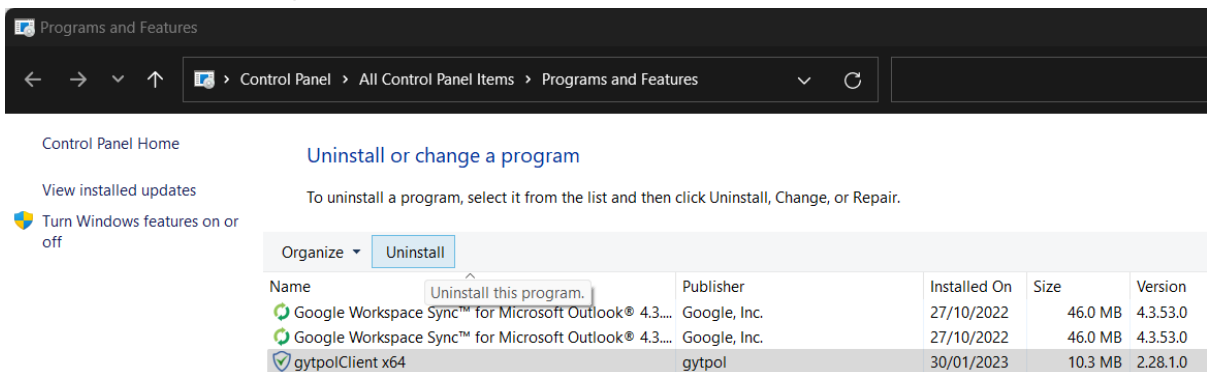 Programs and Features
Control Panel > All Control Panel Items > Programs and Features
Control Panel Home
View installed updates
Turn Windows features on or
off
Uninstall or change a program
To uninstall a program, select it from the list and then click Uninstall, Change, or Repair.
Organize Uninstall
Uninstall this program.
Name Publisher Installed On Size Version
Google Workspace Sync™ for Microsoft Outlook® 4.3.... Google, Inc. 27/10/2022 46.0 MB 4.3.53.0
Google Workspace Sync™ for Microsoft Outlook® 4.3.... Google, Inc. 27/10/2022 46.0 MB 4.3.53.0
gytpolClient x64 gytpol 30/01/2023 10.3 MB 2.28.1.0